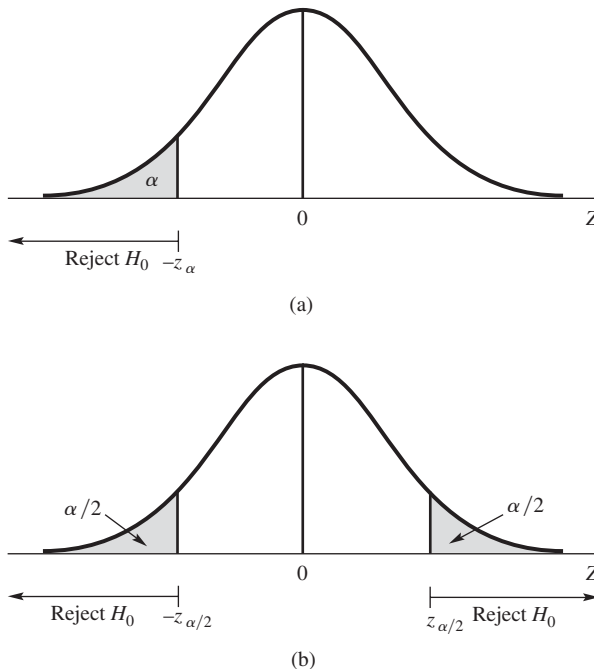 α
0 Z
Reject H₀ −z_α
(a)
α/2 α/2
0 Z
Reject H₀ −z_α/2 z_α/2 Reject H₀
(b)